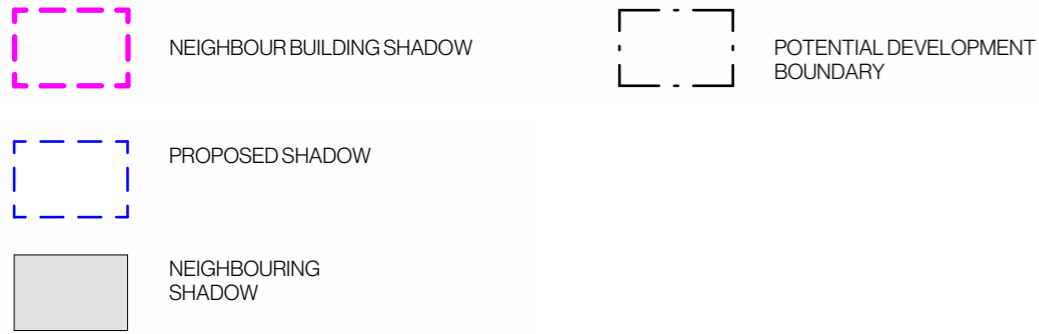 NEIGHBOUR BUILDING SHADOW
POTENTIAL DEVELOPMENT
BOUNDARY
PROPOSED SHADOW
NEIGHBOURING
SHADOW